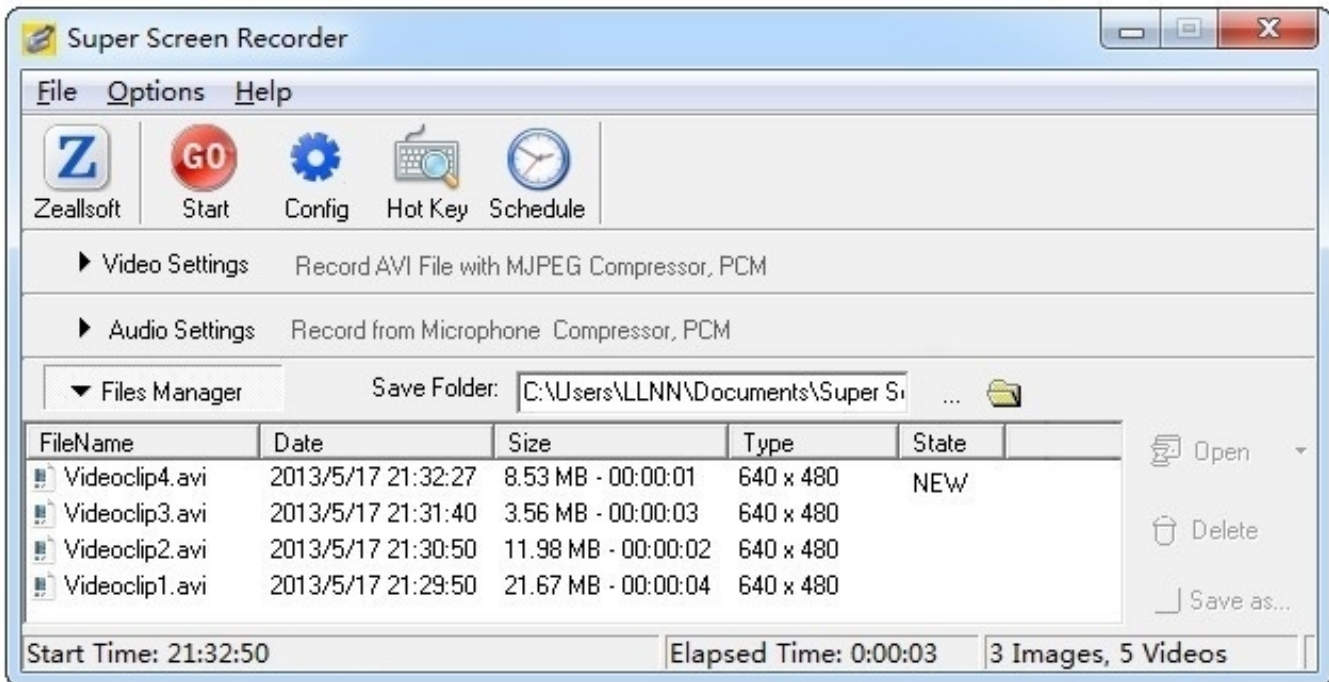 Super Screen Recorder
File Options Help
Z GO
Zeallsoft Start Config Hot Key Schedule
Video Settings Record AVI File with MJPEG Compressor, PCM
Audio Settings Record from Microphone Compressor, PCM
Files Manager Save Folder: C:\Users\LLNN\Documents\Super ...
FileName Date Size Type State
Open
Videoclip4.avi 2013/5/17 21:32:27 8.53 MB - 00:00:01 640 x 480 NEW
Videoclip3.avi 2013/5/17 21:31:40 3.56 MB - 00:00:03 640 x 480
Delete
Videoclip2.avi 2013/5/17 21:30:50 11.98 MB - 00:00:02 640 x 480
Videoclip1.avi 2013/5/17 21:29:50 21.67 MB - 00:00:04 640 x 480
Save as...
Start Time: 21:32:50 Elapsed Time: 0:00:03 3 Images, 5 Videos